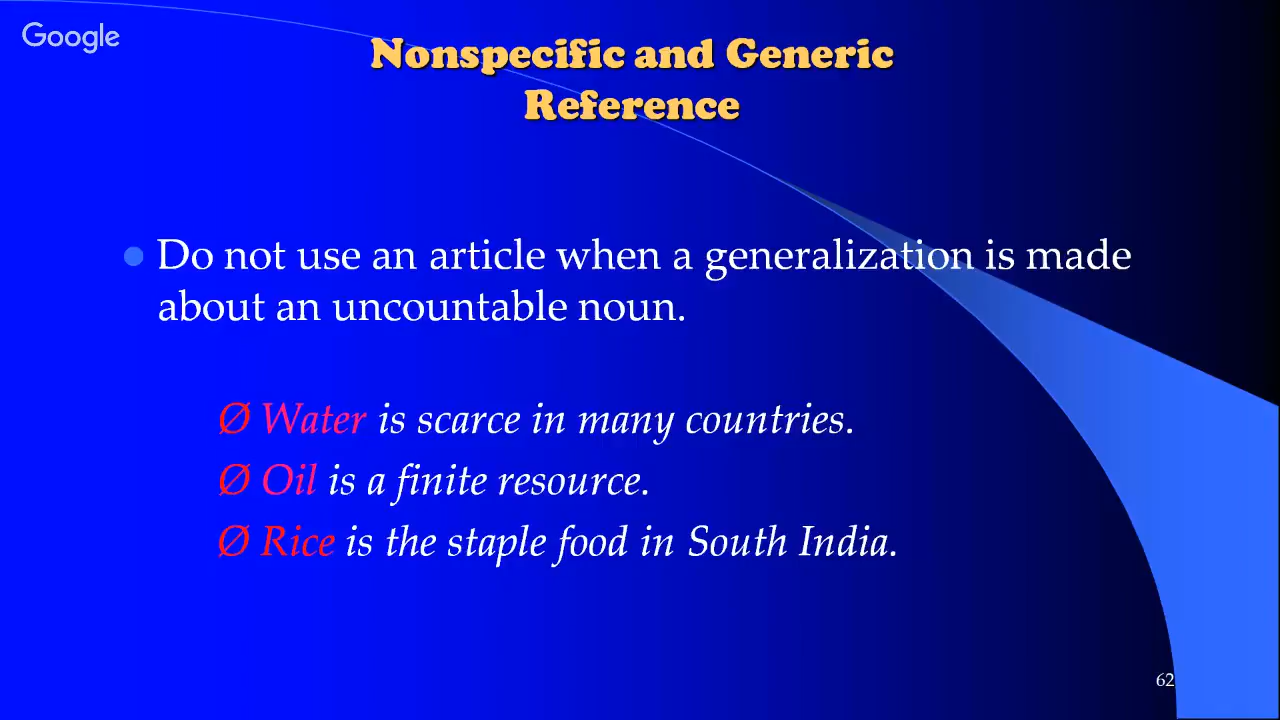 Google
Nonspecific and Generic
Reference
Do not use an article when a generalization is made
about an uncountable noun.
Ø Water is scarce in many countries.
Ø Oil is a finite resource.
Ø Rice is the staple food in South India.
62